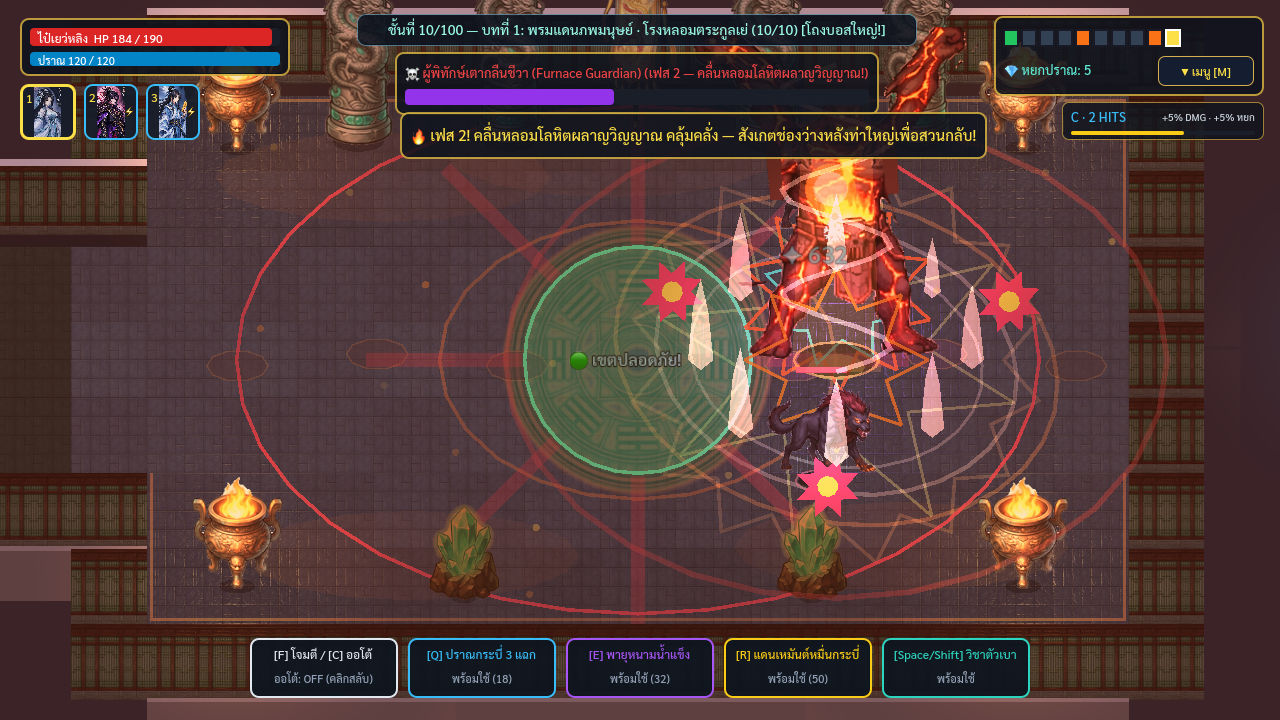 ไป๋เยว่หลิง HP 184 / 190
ปราณ 120 / 120
1
2
3
ชั้น 10/100 — บทที่ 1: พรมแดนภพมนุษย์ · โรงหลอมตระกูลเย่ (10/10) [โถงบอสใหญ่!]
☠️ ผู้พิทักษ์เตากลืนชีวา (Furnace Guardian) (เฟส 2 — คลื่นหลอมโลหิตผลาญวิญญาณ!)
🔥 เฟส 2! คลื่นหลอมโลหิตผลาญวิญญาณ คลุ้มคลั่ง — สังเกตช่องว่างหลังท่าใหญ่เพื่อสวนกลับ!
💎 หยกปราณ: 5
▼ เมนู [M]
C · 2 HITS
+5% DMG · +5% หยก
✦ 632
🟢 เขตปลอดภัย!
[F] โจมตี / [C] ออโต้
ออโต้: OFF (คลิกสลับ)
[Q] ปราณกระบี่ 3 แฉก
พร้อมใช้ (18)
[E] พายุหนามน้ำแข็ง
พร้อมใช้ (32)
[R] แดนเหมันต์หมื่นกระบี่
พร้อมใช้ (50)
[Space/Shift] วิชาตัวเบา
พร้อมใช้